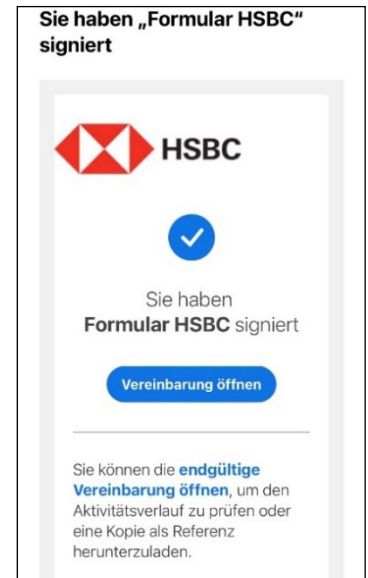 Sie haben „Formular HSBC“
signiert
HSBC
Sie haben
Formular HSBC signiert
Vereinbarung öffnen
Sie können die endgültige
Vereinbarung öffnen, um den
Aktivitätsverlauf zu prüfen oder
eine Kopie als Referenz
herunterzuladen.